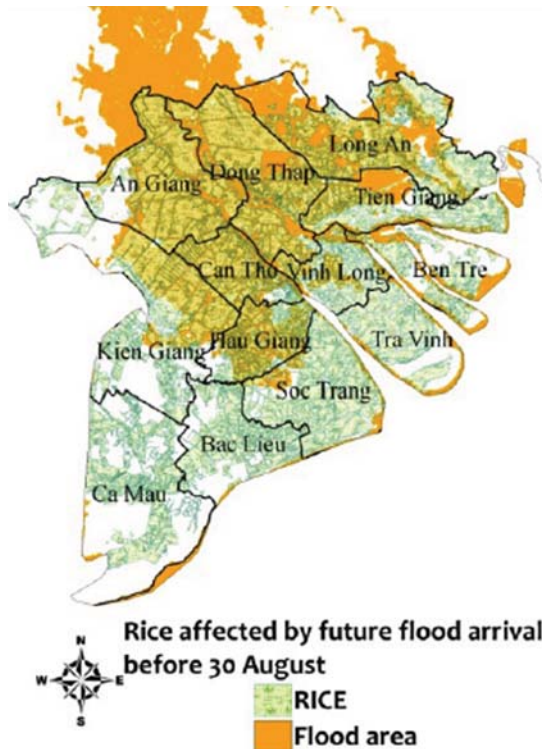 Long An
Dong Thap
An Giang
Tien Giang
Can Tho
Vinh Long
Ben Tre
Kien Giang
Hau Giang
Tra Vinh
Soc Trang
Bac Lieu
Ca Mau
Rice affected by future flood arrival
before 30 August
N
W E
S
RICE
Flood area